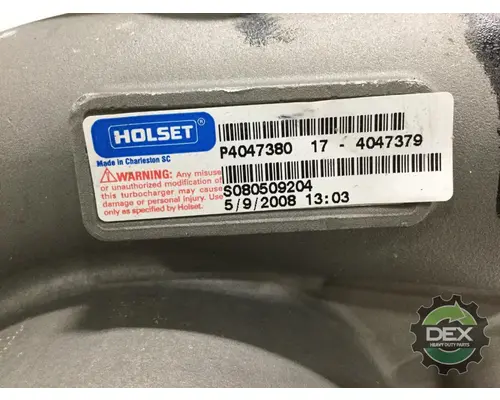 HOLSET®
Made in Charleston SC
P4047380 17 - 4047379
⚠WARNING: Any misuse
or unauthorized modification of
this turbocharger may cause
damage or personal injury. Use
only as specified by Holset.
S080509204
5/9/2008 13:03
DEX
HEAVY DUTY PARTS